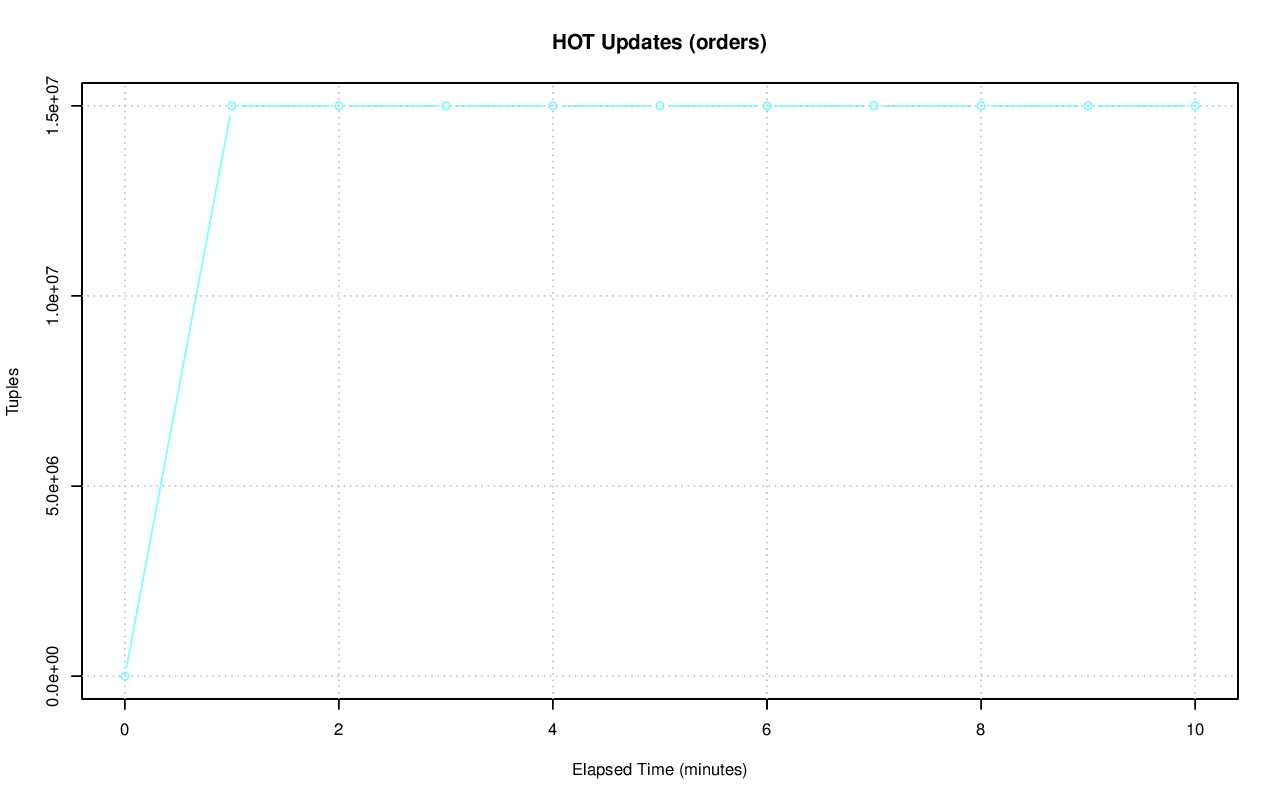 HOT Updates (orders)
1.5e+07
1.0e+07
5.0e+06
0.0e+00
Tuples
0 2 4 6 8 10
Elapsed Time (minutes)